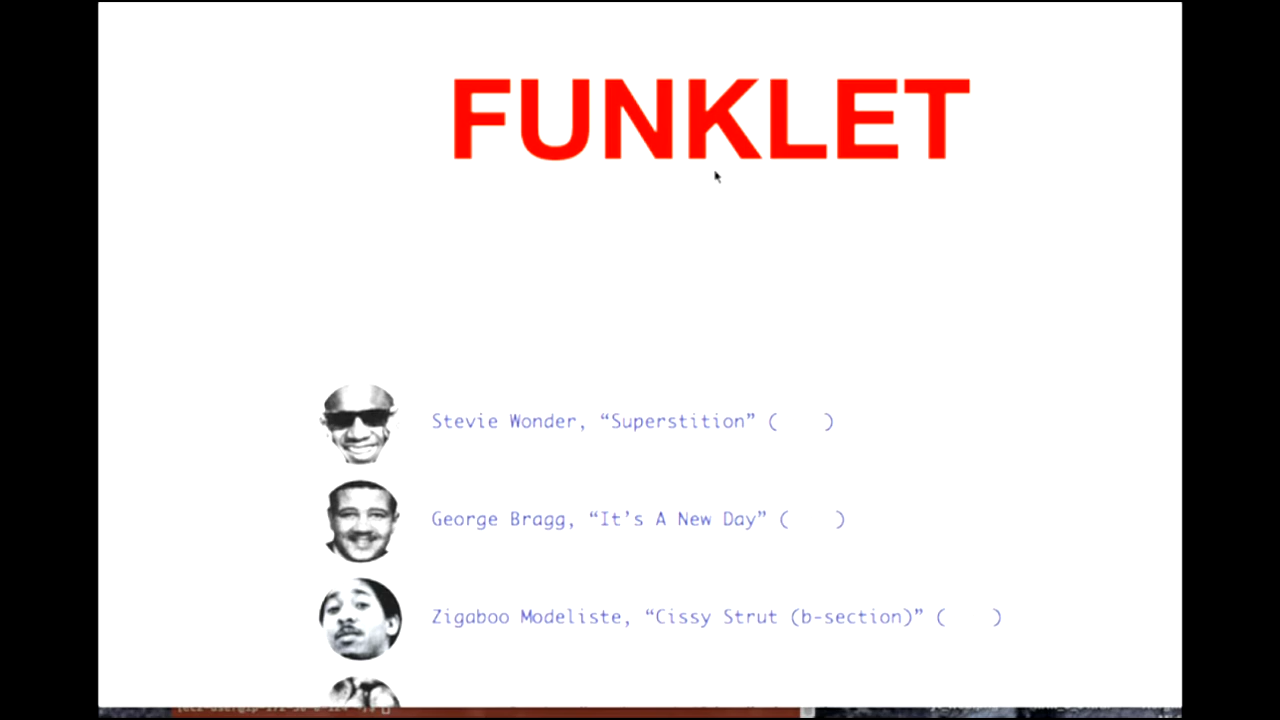 FUNKLET
Stevie Wonder, “Superstition” ( )
George Bragg, “It’s A New Day” ( )
Zigaboo Modeliste, “Cissy Strut (b-section)” ( )